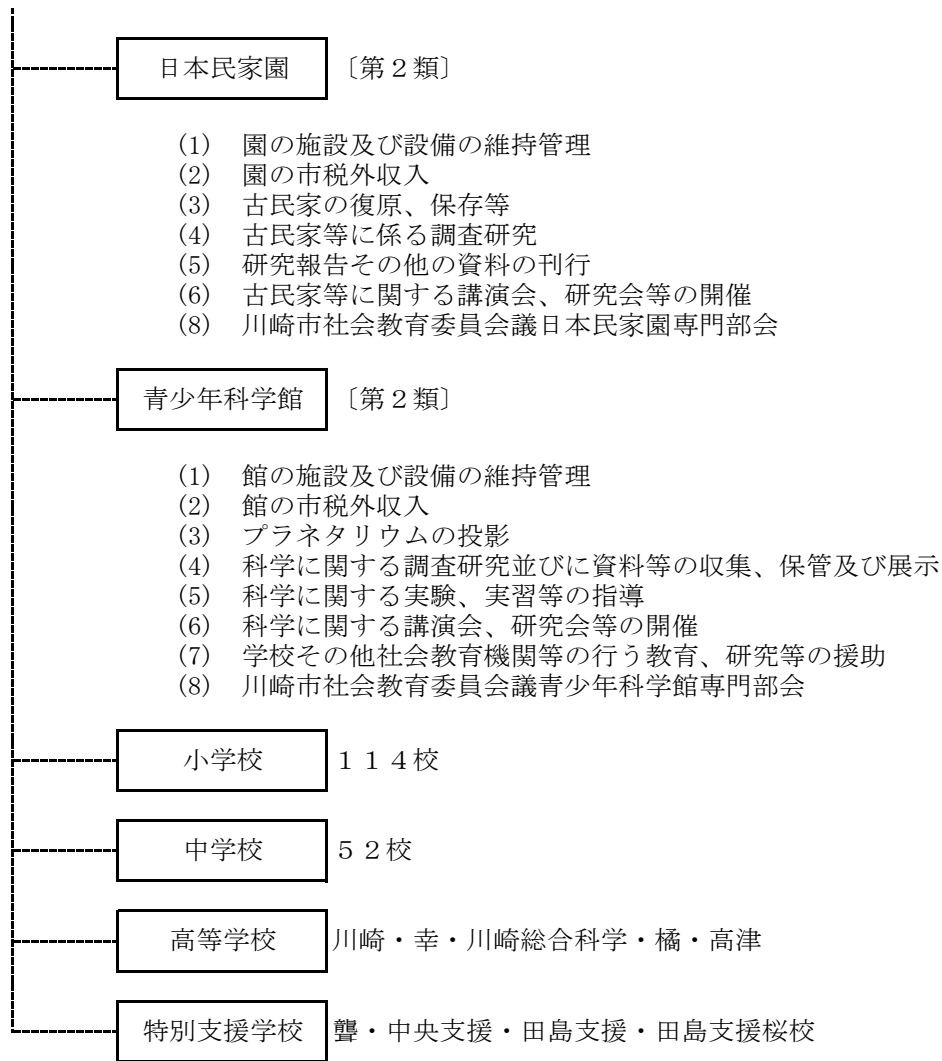 日本民家園 〔第２類〕
(1) 園の施設及び設備の維持管理
(2) 園の市税外収入
(3) 古民家の復原、保存等
(4) 古民家等に係る調査研究
(5) 研究報告その他の資料の刊行
(6) 古民家等に関する講演会、研究会等の開催
(8) 川崎市社会教育委員会議日本民家園専門部会
青少年科学館 〔第２類〕
(1) 館の施設及び設備の維持管理
(2) 館の市税外収入
(3) プラネタリウムの投影
(4) 科学に関する調査研究並びに資料等の収集、保管及び展示
(5) 科学に関する実験、実習等の指導
(6) 科学に関する講演会、研究会等の開催
(7) 学校その他社会教育機関等の行う教育、研究等の援助
(8) 川崎市社会教育委員会議青少年科学館専門部会
小学校 １１４校
中学校 ５２校
高等学校 川崎・幸・川崎総合科学・橘・高津
特別支援学校 聾・中央支援・田島支援・田島支援桜校